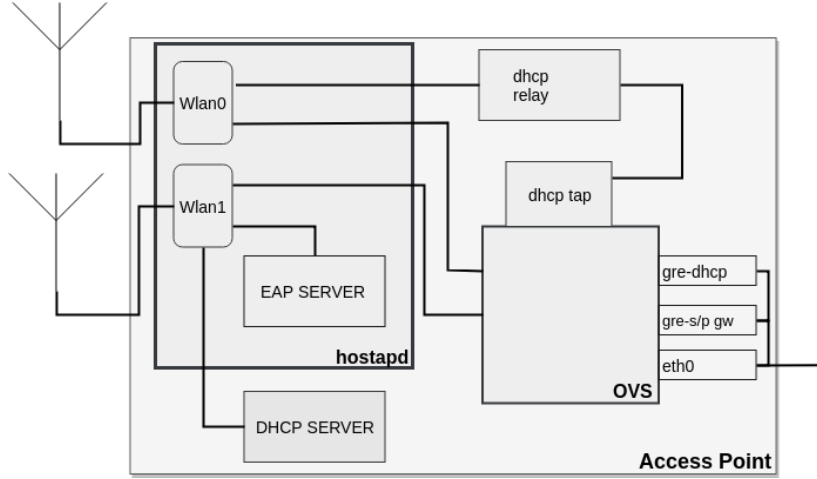 Wlan0
dhcp
relay
Wlan1
dhcp tap
EAP SERVER
gre-dhcp
gre-s/p gw
hostapd
eth0
OVS
DHCP SERVER
Access Point